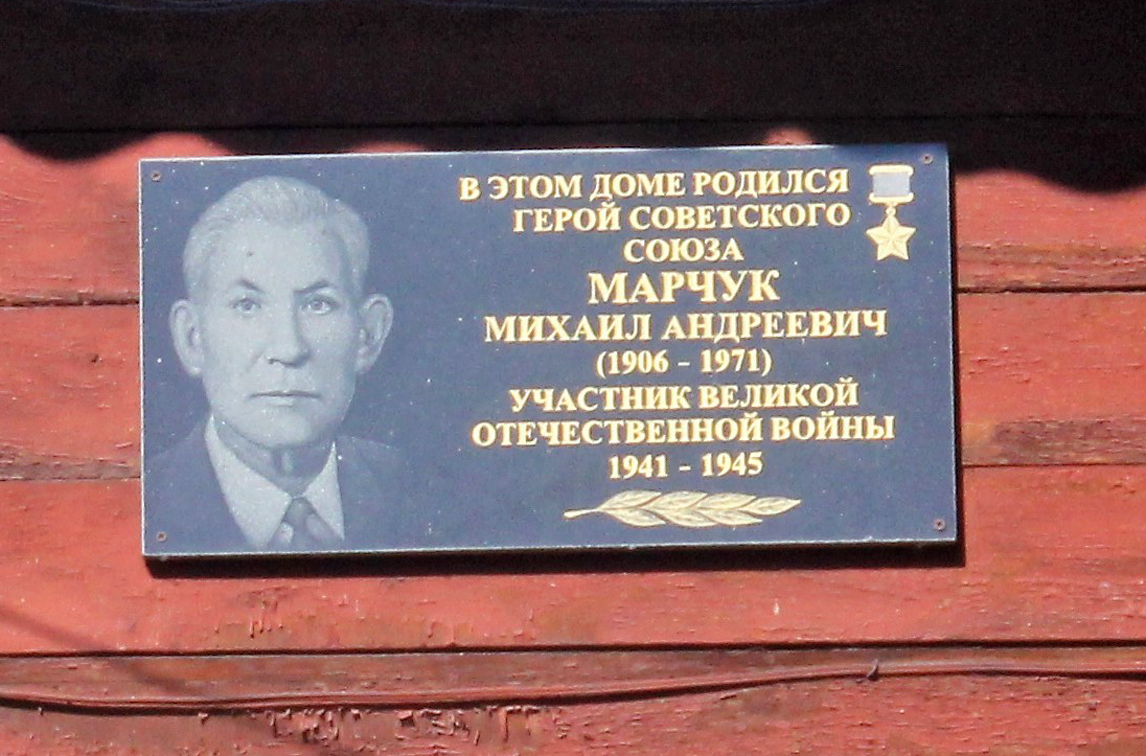 В ЭТОМ ДОМЕ РОДИЛСЯ
ГЕРОЙ СОВЕТСКОГО
СОЮЗА
МАРЧУК
МИХАИЛ АНДРЕЕВИЧ
(1906 - 1971)
УЧАСТНИК ВЕЛИКОЙ
ОТЕЧЕСТВЕННОЙ ВОЙНЫ
1941 - 1945